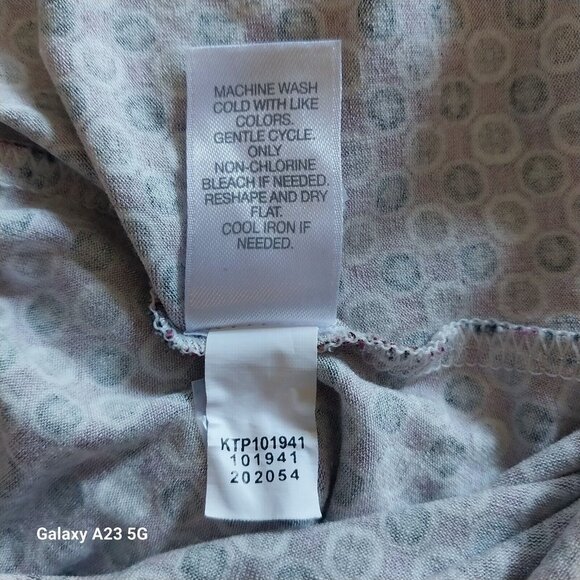 MACHINE WASH
COLD WITH LIKE
COLORS.
GENTLE CYCLE.
ONLY
NON-CHLORINE
BLEACH IF NEEDED.
RESHAPE AND DRY
FLAT.
COOL IRON IF
NEEDED.
KTP101941
101941
202054
Galaxy A23 5G